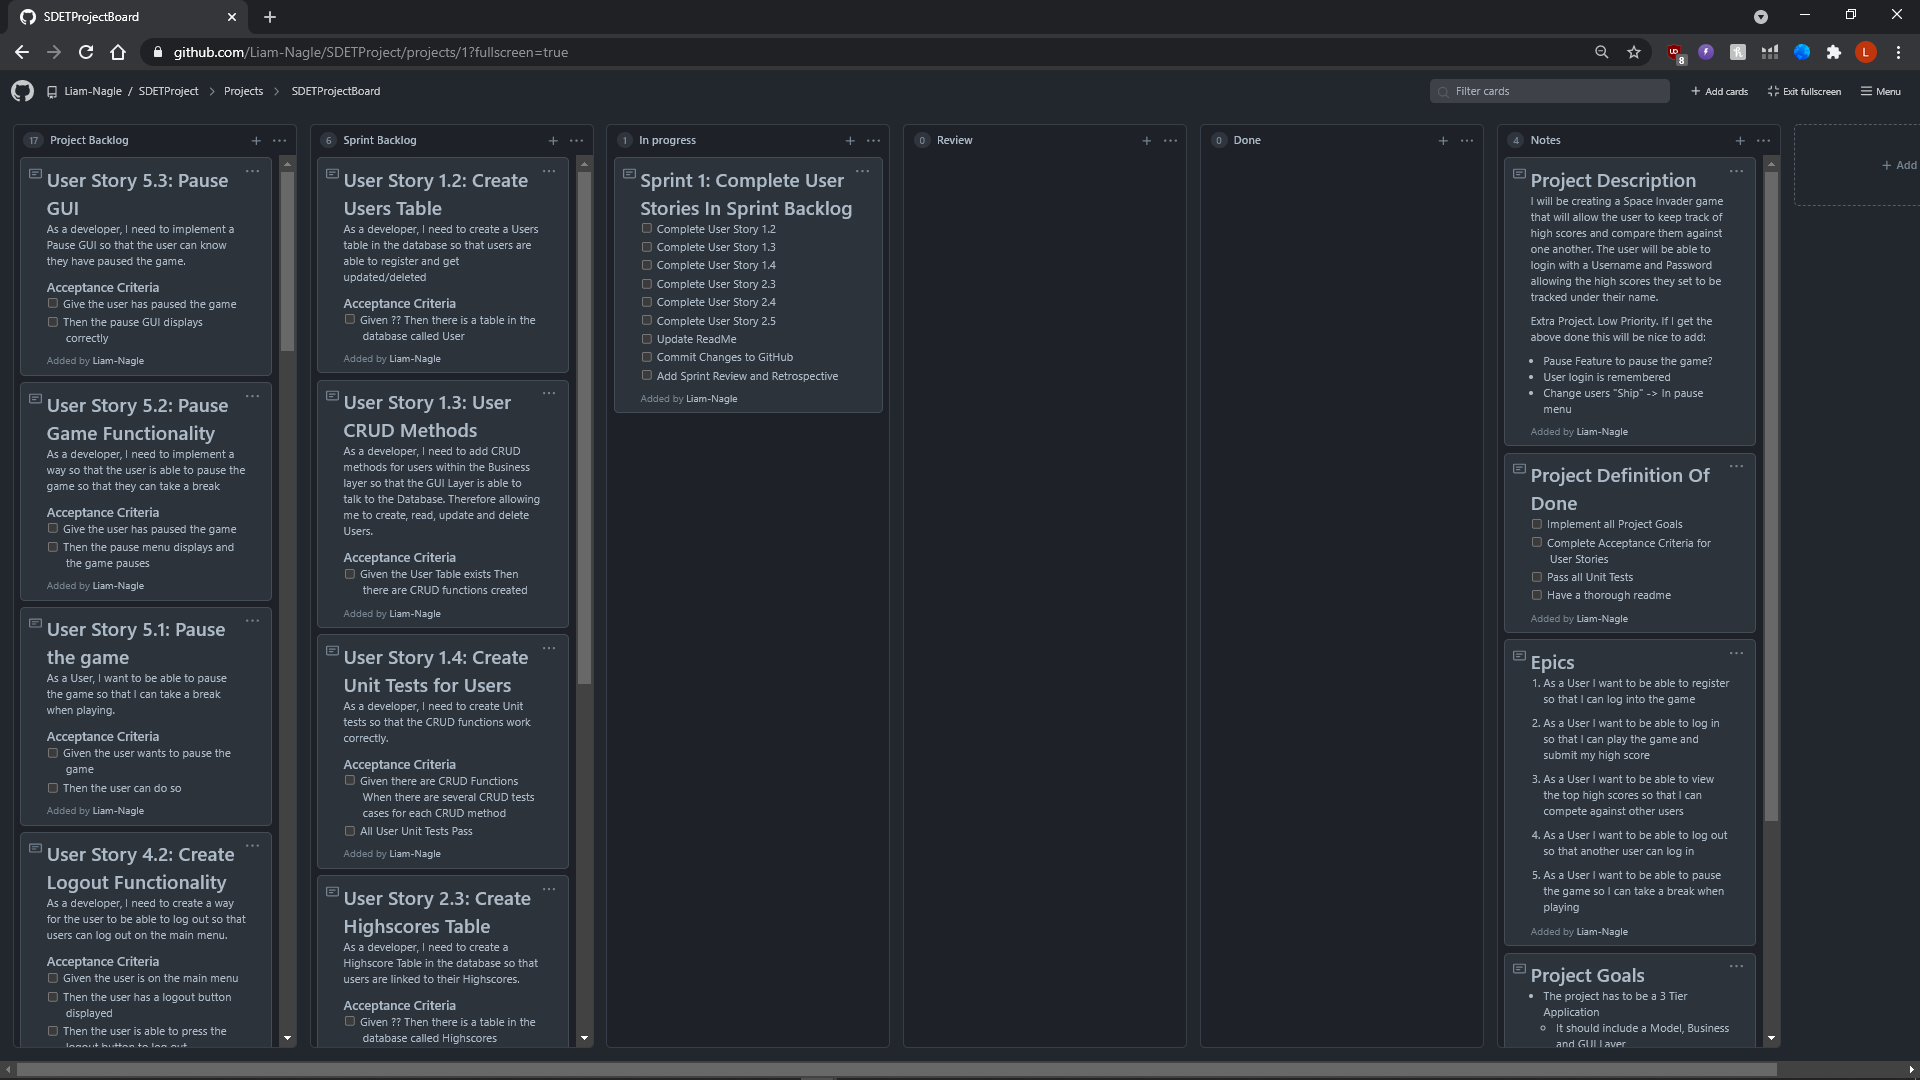 SDETProjectBoard
github.com/Liam-Nagle/SDETProject/projects/1?fullscreen=true
8
L
Liam-Nagle / SDETProject > Projects > SDETProjectBoard
Filter cards
+ Add cards
Exit fullscreen
Menu
17 Project Backlog
User Story 5.3: Pause
GUI
As a developer, I need to implement a
Pause GUI so that the user can know
they have paused the game.
Acceptance Criteria
Give the user has paused the game
Then the pause GUI displays
correctly
Added by Liam-Nagle
User Story 5.2: Pause
Game Functionality
As a developer, I need to implement a
way so that the user is able to pause the
game so that they can take a break
Acceptance Criteria
Give the user has paused the game
Then the pause menu displays and
the game pauses
Added by Liam-Nagle
User Story 5.1: Pause
the game
As a User, I want to be able to pause
the game so that I can take a break
when playing.
Acceptance Criteria
Given the user wants to pause the
game
Then the user can do so
Added by Liam-Nagle
User Story 4.2: Create
Logout Functionality
As a developer, I need to create a way
for the user to be able to log out so that
users can log out on the main menu.
Acceptance Criteria
Given the user is on the main menu
Then the user has a logout button
displayed
Then the user is able to press the
logout button to log out
6 Sprint Backlog
User Story 1.2: Create
Users Table
As a developer, I need to create a Users
table in the database so that users are
able to register and get
updated/deleted
Acceptance Criteria
Given ?? Then there is a table in the
database called User
Added by Liam-Nagle
User Story 1.3: User
CRUD Methods
As a developer, I need to add CRUD
methods for users within the Business
layer so that the GUI Layer is able to
talk to the Database. Therefore allowing
me to create, read, update and delete
Users.
Acceptance Criteria
Given the User Table exists Then
there are CRUD functions created
Added by Liam-Nagle
User Story 1.4: Create
Unit Tests for Users
As a developer, I need to create Unit
tests so that the CRUD functions work
correctly.
Acceptance Criteria
Given there are CRUD Functions
When there are several CRUD tests
cases for each CRUD method
All User Unit Tests Pass
Added by Liam-Nagle
User Story 2.3: Create
Highscores Table
As a developer, I need to create a
Highscore Table in the database so that
users are linked to their Highscores.
Acceptance Criteria
Given ?? Then there is a table in the
database called Highscores
1 In progress
Sprint 1: Complete User
Stories In Sprint Backlog
Complete User Story 1.2
Complete User Story 1.3
Complete User Story 1.4
Complete User Story 2.3
Complete User Story 2.4
Complete User Story 2.5
Update ReadMe
Commit Changes to GitHub
Add Sprint Review and Retrospective
Added by Liam-Nagle
0 Review
0 Done
4 Notes
Project Description
I will be creating a Space Invader game
that will allow the user to keep track of
high scores and compare them against
one another. The user will be able to
login with a Username and Password
allowing the high scores they set to be
tracked under their name.
Extra Project. Low Priority. If I get the
above done this will be nice to add:
• Pause Feature to pause the game?
• User login is remembered
• Change users "Ship" -> In pause
menu
Added by Liam-Nagle
Project Definition Of
Done
Implement all Project Goals
Complete Acceptance Criteria for
User Stories
Pass all Unit Tests
Have a thorough readme
Added by Liam-Nagle
Epics
1. As a User I want to be able to register
so that I can log into the game
2. As a User I want to be able to log in
so that I can play the game and
submit my high score
3. As a User I want to be able to view
the top high scores so that I can
compete against other users
4. As a User I want to be able to log out
so that another user can log in
5. As a User I want to be able to pause
the game so I can take a break when
playing
Added by Liam-Nagle
Project Goals
• The project has to be a 3 Tier
Application
It should include a Model, Business
and GUI Layer
+ Add